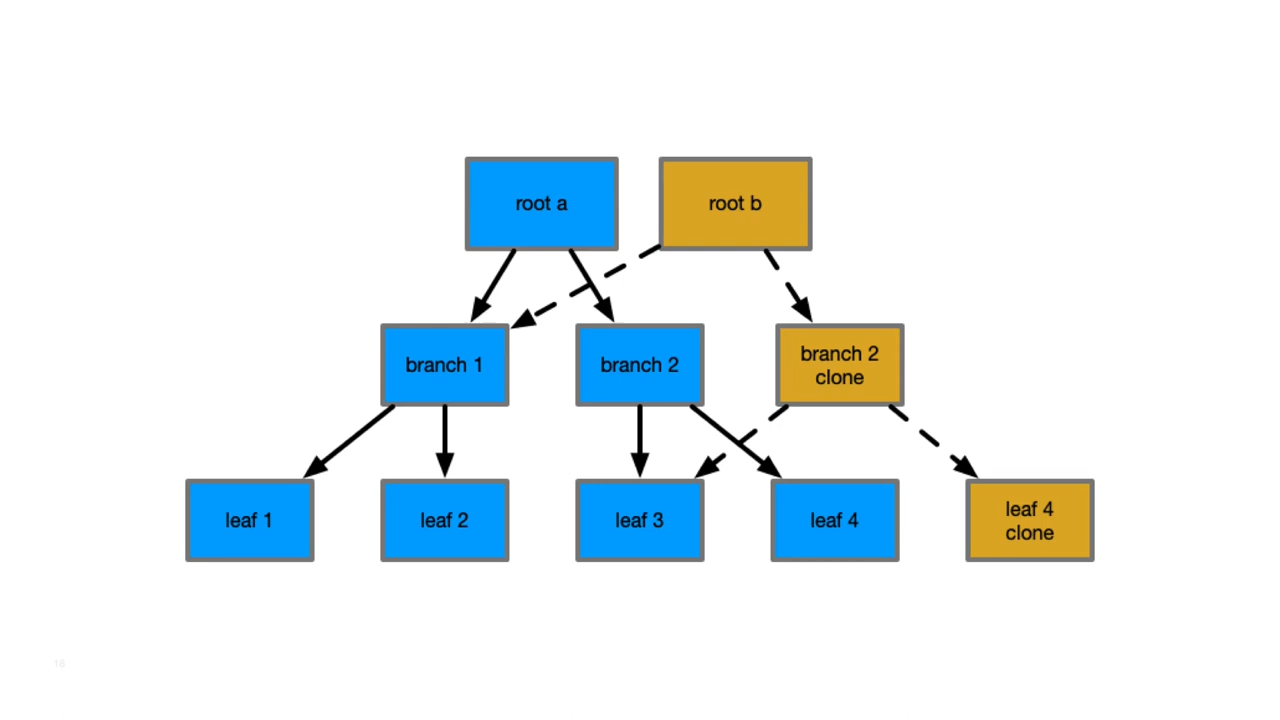 root a
root b
branch 1
branch 2
branch 2
clone
leaf 1
leaf 2
leaf 3
leaf 4
leaf 4
clone
18